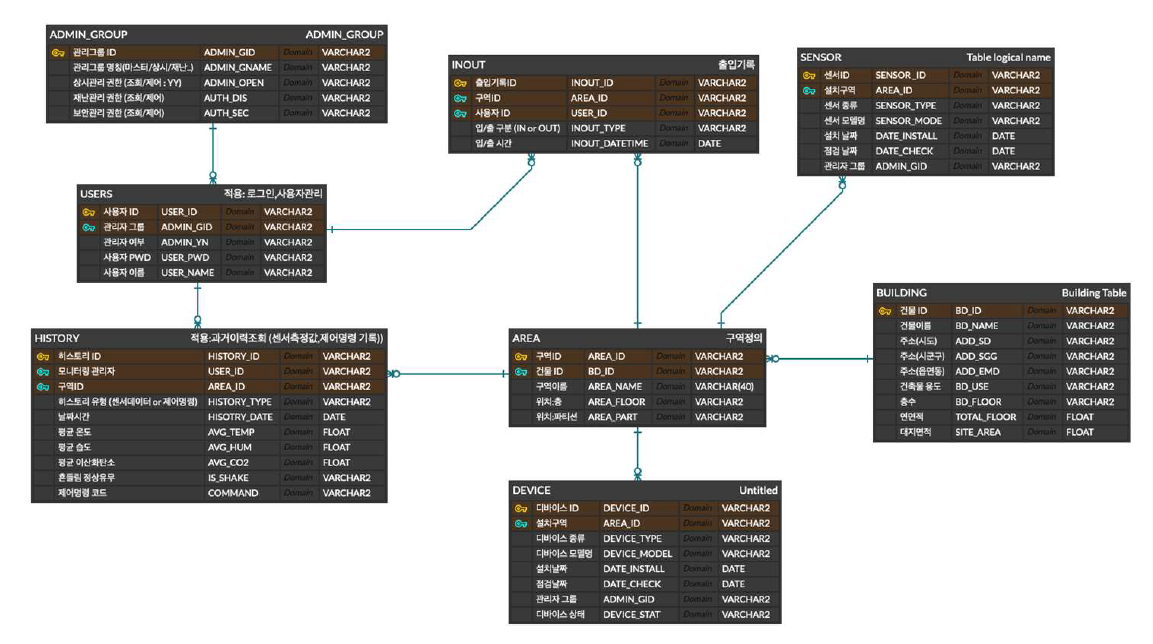 ADMIN_GROUP ADMIN_GROUP
관리그룹 ID ADMIN_GID Domain VARCHAR2
관리그룹 명칭(마스터/상시/재난..) ADMIN_GNAME Domain VARCHAR2
상시관리 권한 (조회/제어 : YY) ADMIN_OPEN Domain VARCHAR2
재난관리 권한 (조회/제어) AUTH_DIS Domain VARCHAR2
보안관리 권한 (조회/제어) AUTH_SEC Domain VARCHAR2
INOUT 출입기록
출입기록ID INOUT_ID Domain VARCHAR2
구역ID AREA_ID Domain VARCHAR2
사용자 ID USER_ID Domain VARCHAR2
입/출 구분 (IN or OUT) INOUT_TYPE Domain VARCHAR2
입/출 시간 INOUT_DATETIME Domain DATE
SENSOR Table logical name
센서ID SENSOR_ID Domain VARCHAR2
설치구역 AREA_ID Domain VARCHAR2
센서 종류 SENSOR_TYPE Domain VARCHAR2
센서 모델명 SENSOR_MODE Domain VARCHAR2
설치 날짜 DATE_INSTALL Domain DATE
점검 날짜 DATE_CHECK Domain DATE
관리자 그룹 ADMIN_GID Domain VARCHAR2
USERS 적용: 로그인,사용자관리
사용자 ID USER_ID Domain VARCHAR2
관리자 그룹 ADMIN_GID Domain VARCHAR2
관리자 여부 ADMIN_YN Domain VARCHAR2
사용자 PWD USER_PWD Domain VARCHAR2
사용자 이름 USER_NAME Domain VARCHAR2
HISTORY 적용:과거이력조회 (센서측정값,제어명령 기록))
히스토리 ID HISTORY_ID Domain VARCHAR2
모니터링 관리자 USER_ID Domain VARCHAR2
구역ID AREA_ID Domain VARCHAR2
히스토리 유형 (센서데이터 or 제어명령) HISTORY_TYPE Domain VARCHAR2
날짜시간 HISOTRY_DATE Domain DATE
평균 온도 AVG_TEMP Domain FLOAT
평균 습도 AVG_HUM Domain FLOAT
평균 이산화탄소 AVG_CO2 Domain FLOAT
흔들림 정상유무 IS_SHAKE Domain VARCHAR2
제어명령 코드 COMMAND Domain VARCHAR2
AREA 구역정의
구역ID AREA_ID Domain VARCHAR2
건물 ID BD_ID Domain VARCHAR2
구역이름 AREA_NAME Domain VARCHAR(40)
위치:층 AREA_FLOOR Domain VARCHAR2
위치:파티션 AREA_PART Domain VARCHAR2
BUILDING Building Table
건물 ID BD_ID Domain VARCHAR2
건물이름 BD_NAME Domain VARCHAR2
주소(시도) ADD_SD Domain VARCHAR2
주소(시군구) ADD_SGG Domain VARCHAR2
주소(읍면동) ADD_EMD Domain VARCHAR2
건축물 용도 BD_USE Domain VARCHAR2
층수 BD_FLOOR Domain VARCHAR2
연면적 TOTAL_FLOOR Domain FLOAT
대지면적 SITE_AREA Domain FLOAT
DEVICE Untitled
디바이스 ID DEVICE_ID Domain VARCHAR2
설치구역 AREA_ID Domain VARCHAR2
디바이스 종류 DEVICE_TYPE Domain VARCHAR2
디바이스 모델명 DEVICE_MODEL Domain VARCHAR2
설치날짜 DATE_INSTALL Domain DATE
점검날짜 DATE_CHECK Domain DATE
관리자 그룹 ADMIN_GID Domain VARCHAR2
디바이스 상태 DEVICE_STAT Domain VARCHAR2